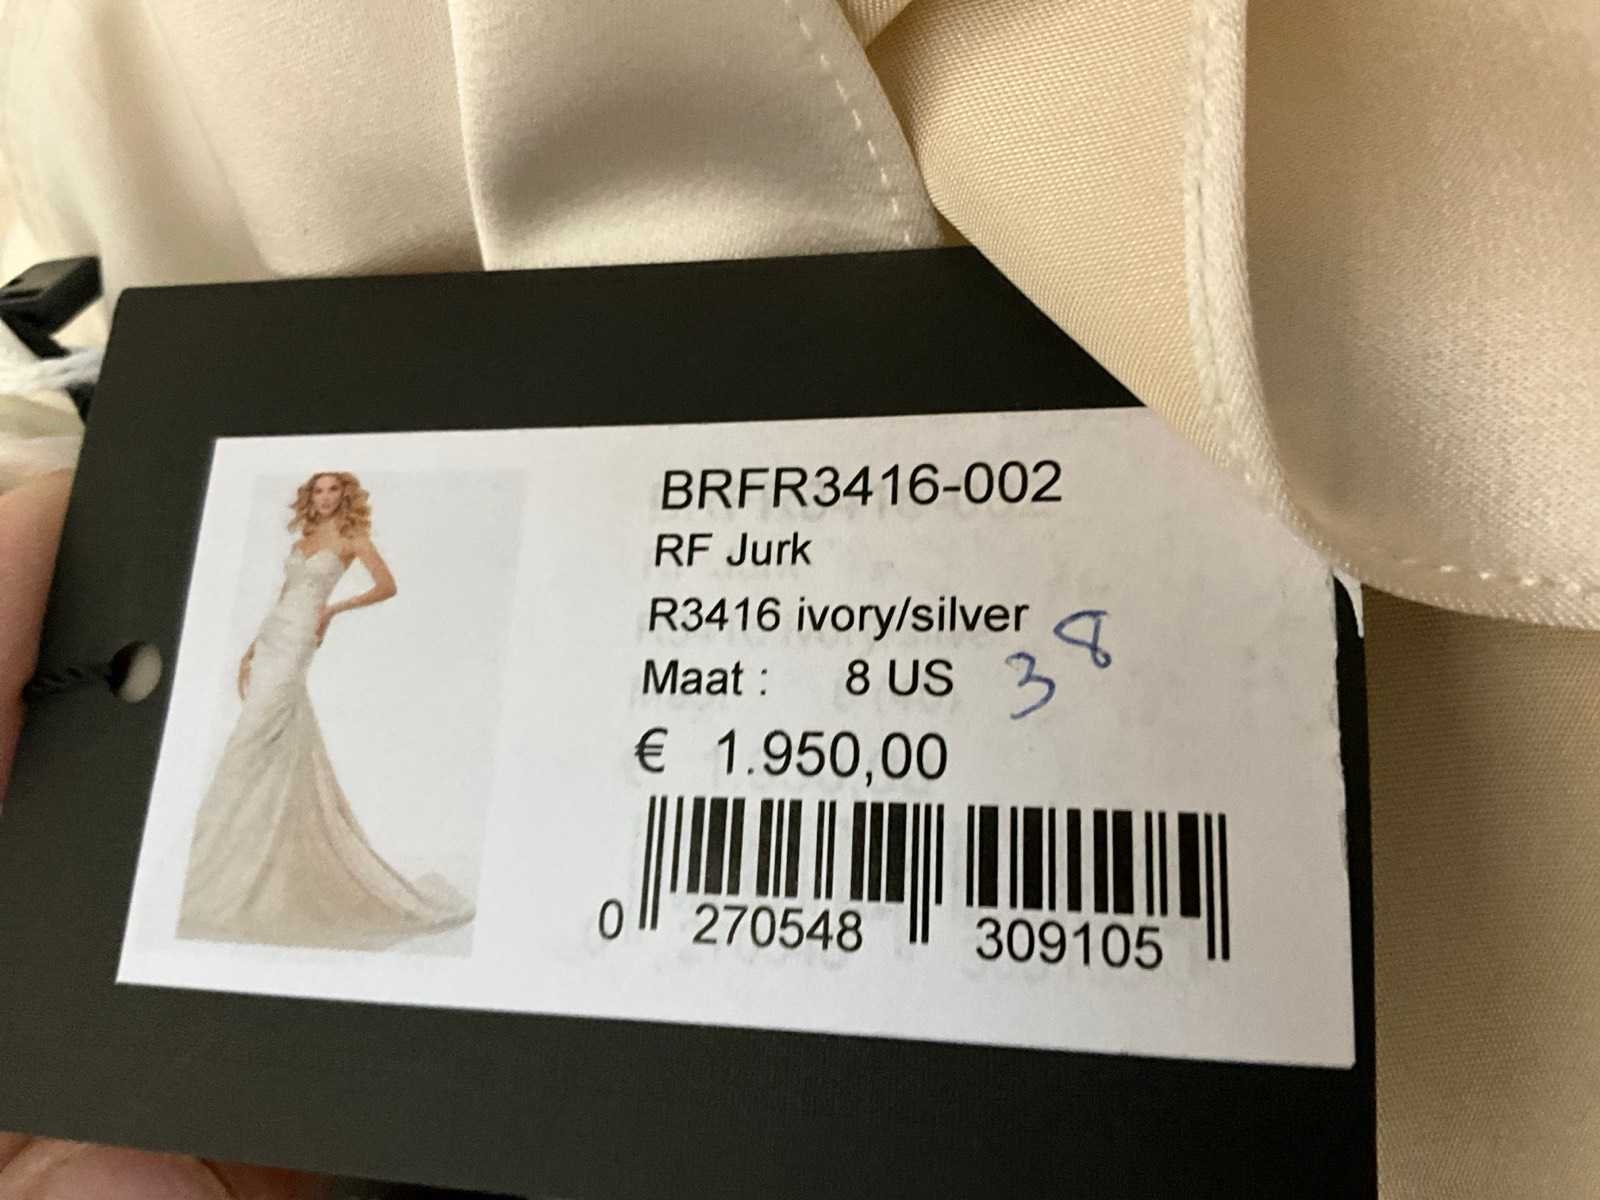 BRFR3416-002
RF Jurk
R3416 ivory/silver
Maat : 8 US 38
€ 1.950,00
0 270548 309105